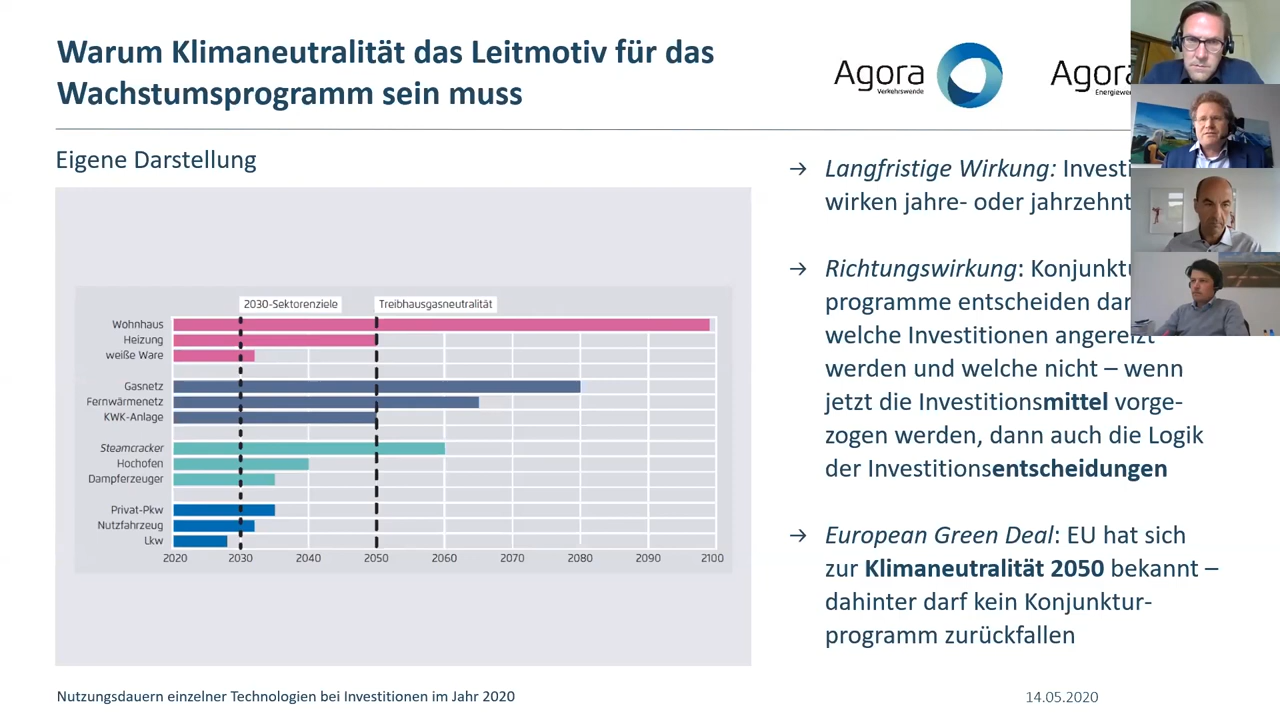 Warum Klimaneutralität das Leitmotiv für das
Wachstumsprogramm sein muss
Agora
Verkehrswende
Eigene Darstellung
2030-Sektorenziele
Treibhausgasneutralität
Wohnhaus
Heizung
weiße Ware
Gasnetz
Fernwärmenetz
KWK-Anlage
Steamcracker
Hochofen
Dampferzeuger
Privat-Pkw
Nutzfahrzeug
Lkw
2020 2030 2040 2050 2060 2070 2080 2090 2100
→ Langfristige Wirkung:
wirken jahre- oder
→ Richtungswirkung:
programme entscheiden
welche Investitionen angereizt
werden und welche nicht – wenn
jetzt die Investitionsmittel vorge-
zogen werden, dann auch die Logik
der Investitionsentscheidungen
→ European Green Deal: EU hat sich
zur Klimaneutralität 2050 bekannt –
dahinter darf kein Konjunktur-
programm zurückfallen
Nutzungsdauern einzelner Technologien bei Investitionen im Jahr 2020
14.05.2020